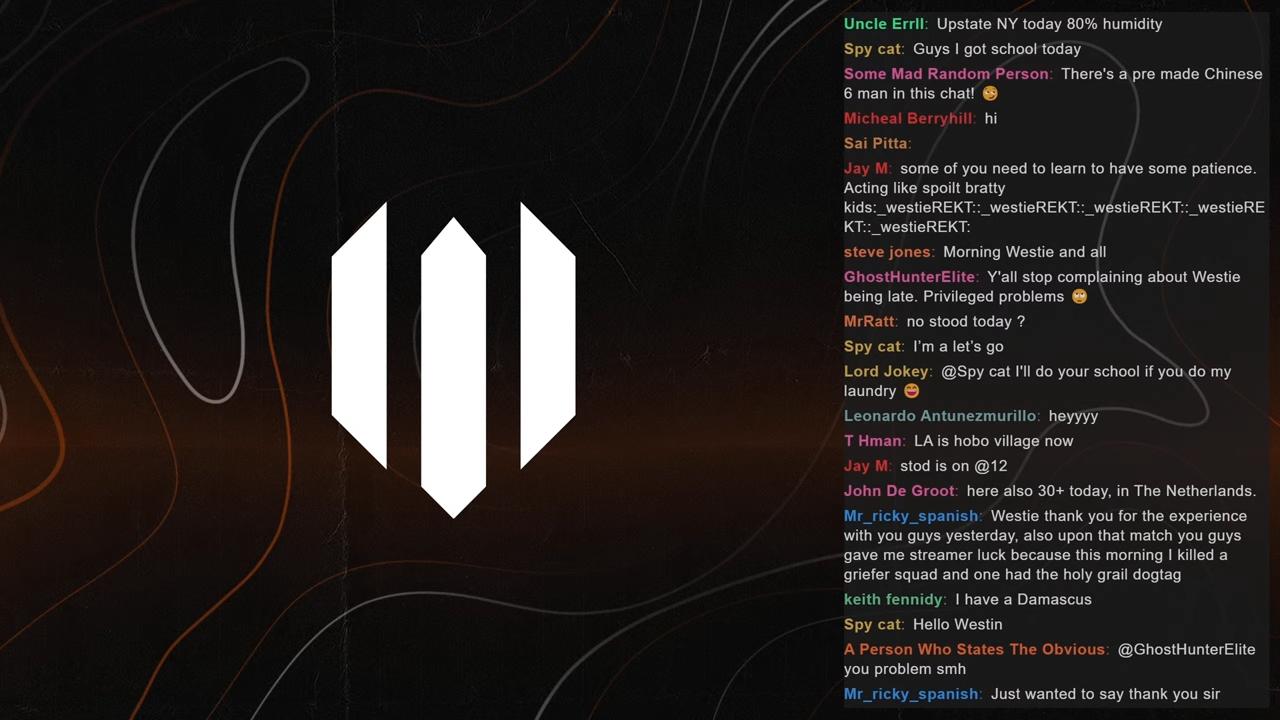 Uncle Errll: Upstate NY today 80% humidity
Spy cat: Guys I got school today
Some Mad Random Person: There's a pre made Chinese
6 man in this chat!
Micheal Berryhill: hi
Sai Pitta:
Jay M: some of you need to learn to have some patience.
Acting like spoilt bratty
kids:_westieREKT::_westieREKT::_westieREKT::_westieRE
KT::_westieREKT:
steve jones: Morning Westie and all
GhostHunterElite: Y'all stop complaining about Westie
being late. Privileged problems 🙄
MrRatt: no stood today ?
Spy cat: I’m a let’s go
Lord Jokey: @Spy cat I'll do your school if you do my
laundry 😅
Leonardo Antunezmurillo: heyyyy
T Hman: LA is hobo village now
Jay M: stod is on @12
John De Groot: here also 30+ today, in The Netherlands.
Mr_ricky_spanish: Westie thank you for the experience
with you guys yesterday, also upon that match you guys
gave me streamer luck because this morning I killed a
griefer squad and one had the holy grail dogtag
keith fennidy: I have a Damascus
Spy cat: Hello Westin
A Person Who States The Obvious: @GhostHunterElite
you problem smh
Mr_ricky_spanish: Just wanted to say thank you sir